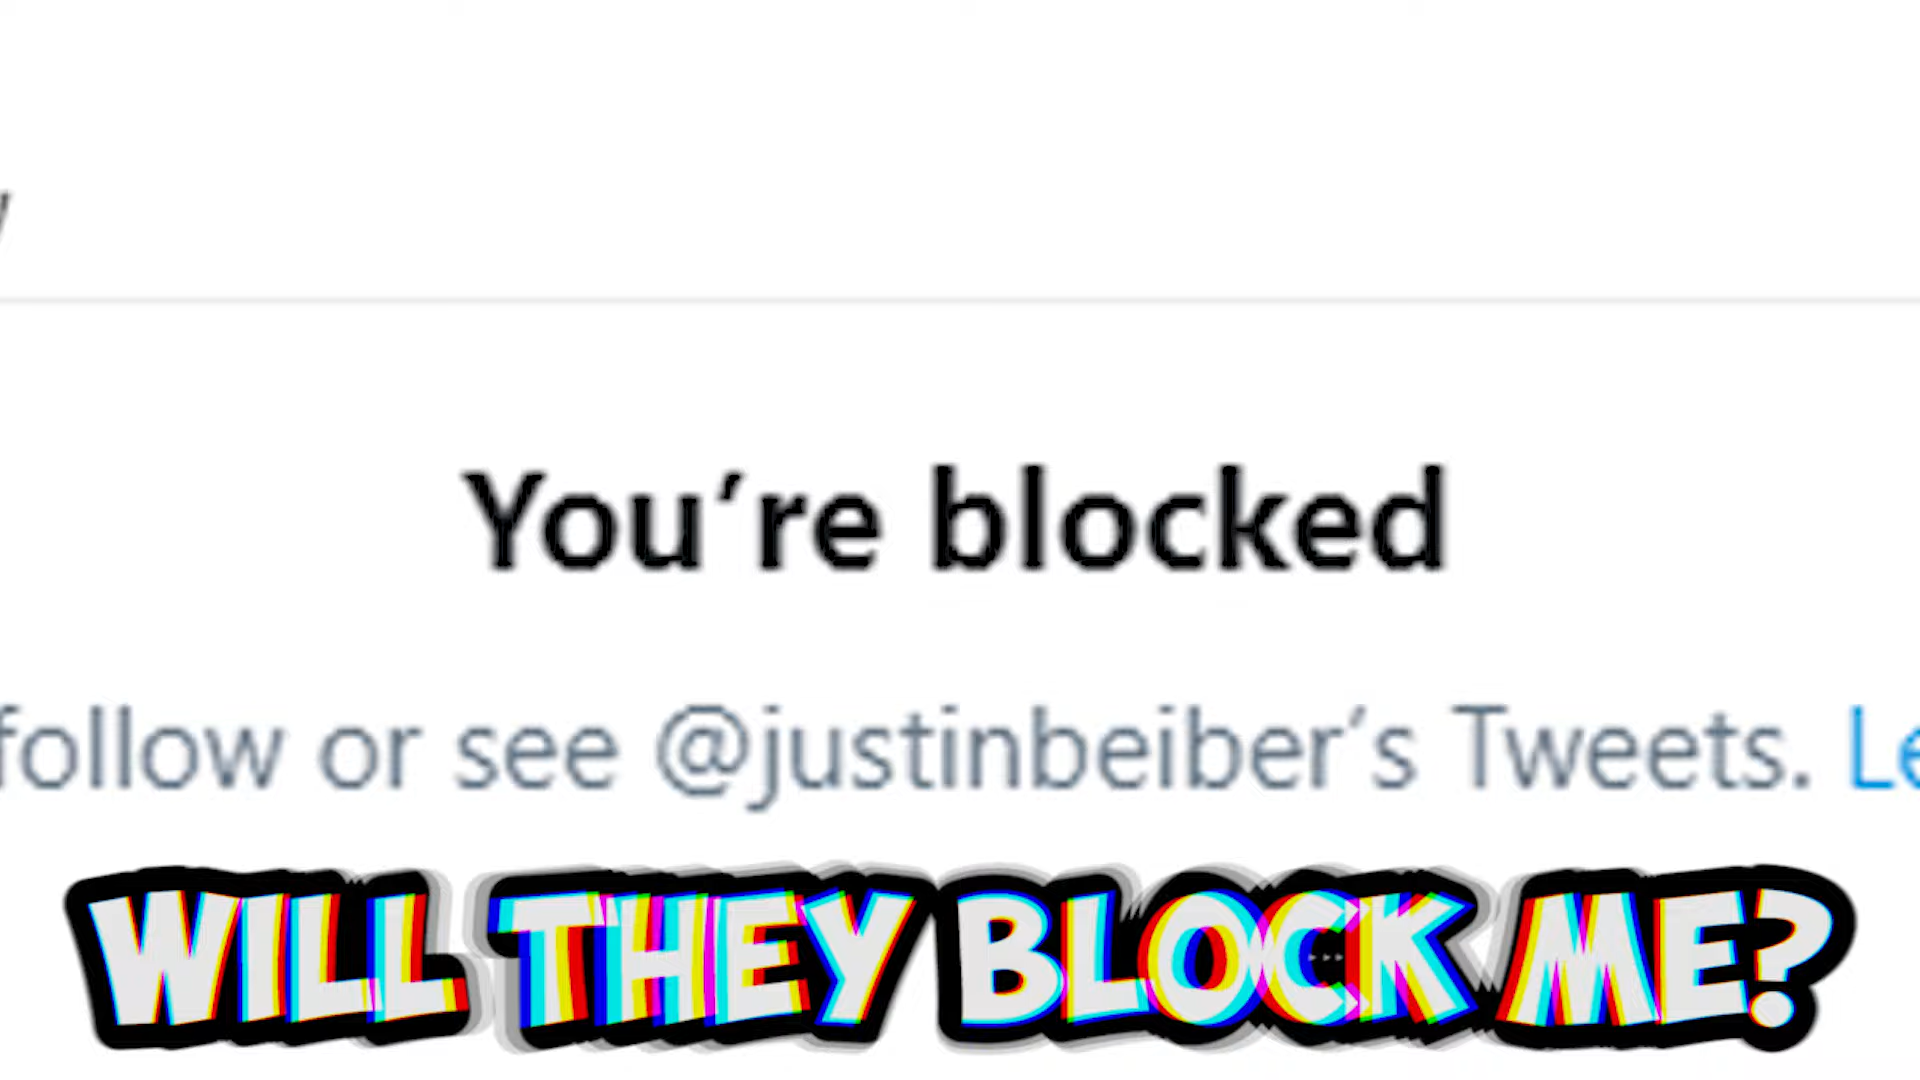 You're blocked
follow or see @justinbeiber's Tweets.
WILL THEY BLOCK ME?